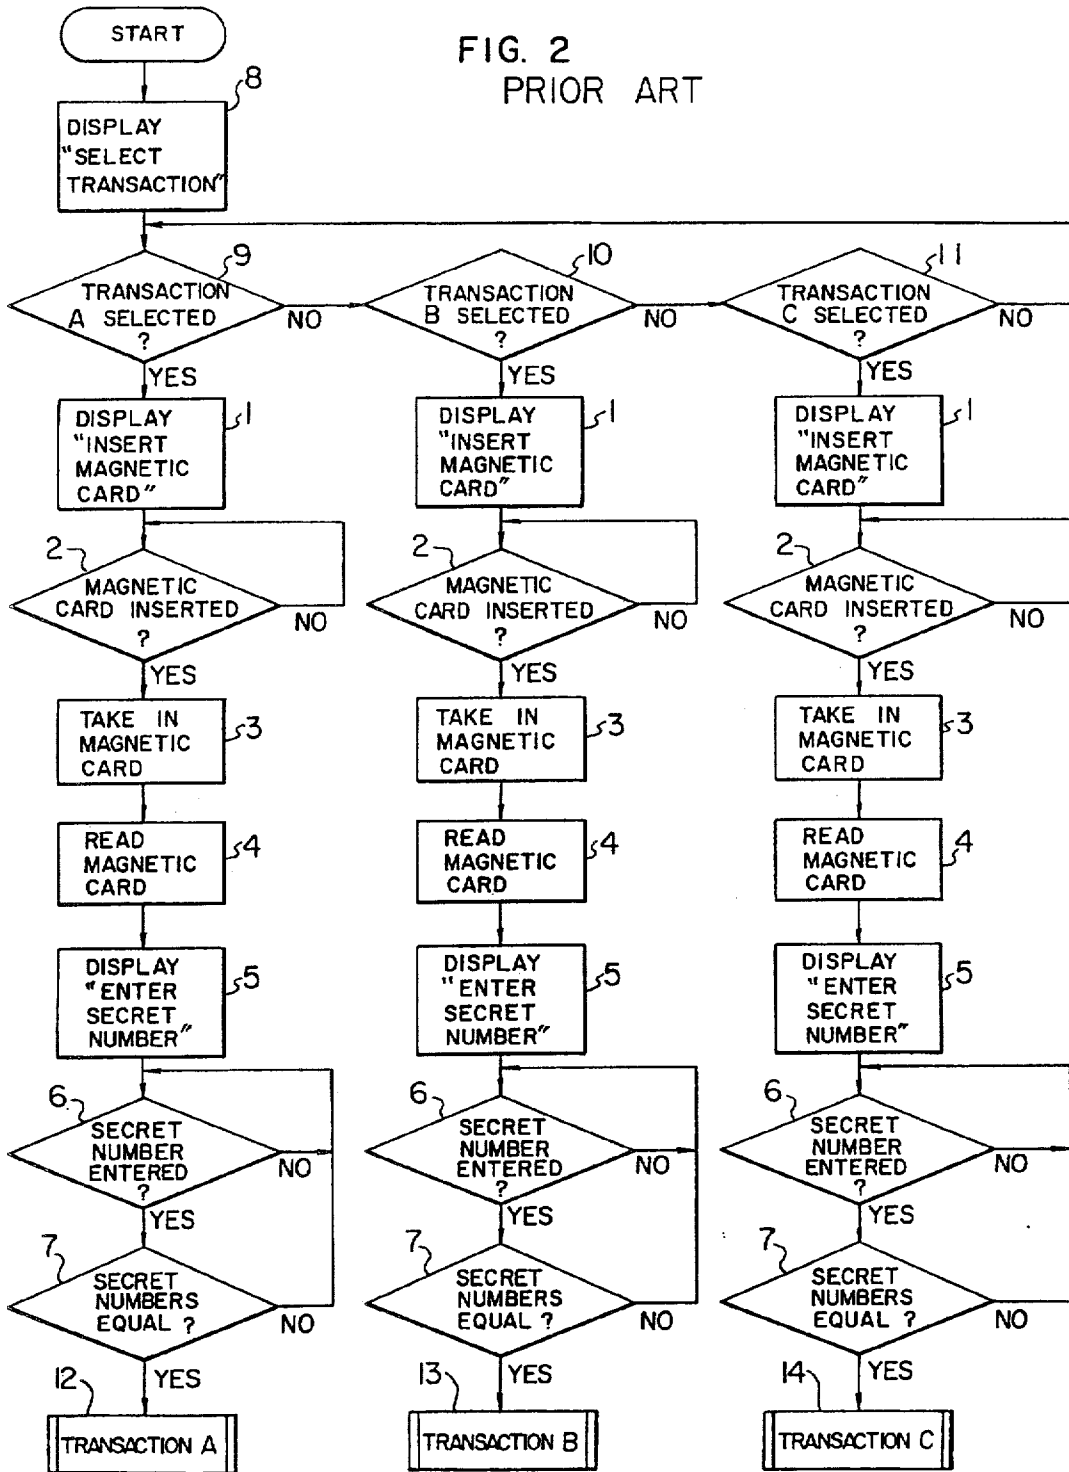 START
FIG. 2
PRIOR ART
8
DISPLAY
"SELECT
TRANSACTION"
9
TRANSACTION
A SELECTED
?
NO
YES
10
TRANSACTION
B SELECTED
?
NO
YES
11
TRANSACTION
C SELECTED
?
NO
YES
1
DISPLAY
"INSERT
MAGNETIC
CARD"
1
DISPLAY
"INSERT
MAGNETIC
CARD"
1
DISPLAY
"INSERT
MAGNETIC
CARD"
2
MAGNETIC
CARD INSERTED
?
NO
YES
2
MAGNETIC
CARD INSERTED
?
NO
YES
2
MAGNETIC
CARD INSERTED
?
NO
YES
3
TAKE IN
MAGNETIC
CARD
3
TAKE IN
MAGNETIC
CARD
3
TAKE IN
MAGNETIC
CARD
4
READ
MAGNETIC
CARD
4
READ
MAGNETIC
CARD
4
READ
MAGNETIC
CARD
5
DISPLAY
"ENTER
SECRET
NUMBER"
5
DISPLAY
"ENTER
SECRET
NUMBER"
5
DISPLAY
"ENTER
SECRET
NUMBER"
6
SECRET
NUMBER
ENTERED
?
NO
YES
6
SECRET
NUMBER
ENTERED
?
NO
YES
6
SECRET
NUMBER
ENTERED
?
NO
YES
7
SECRET
NUMBERS
EQUAL ?
NO
YES
7
SECRET
NUMBERS
EQUAL ?
NO
YES
7
SECRET
NUMBERS
EQUAL ?
NO
YES
12
TRANSACTION A
13
TRANSACTION B
14
TRANSACTION C